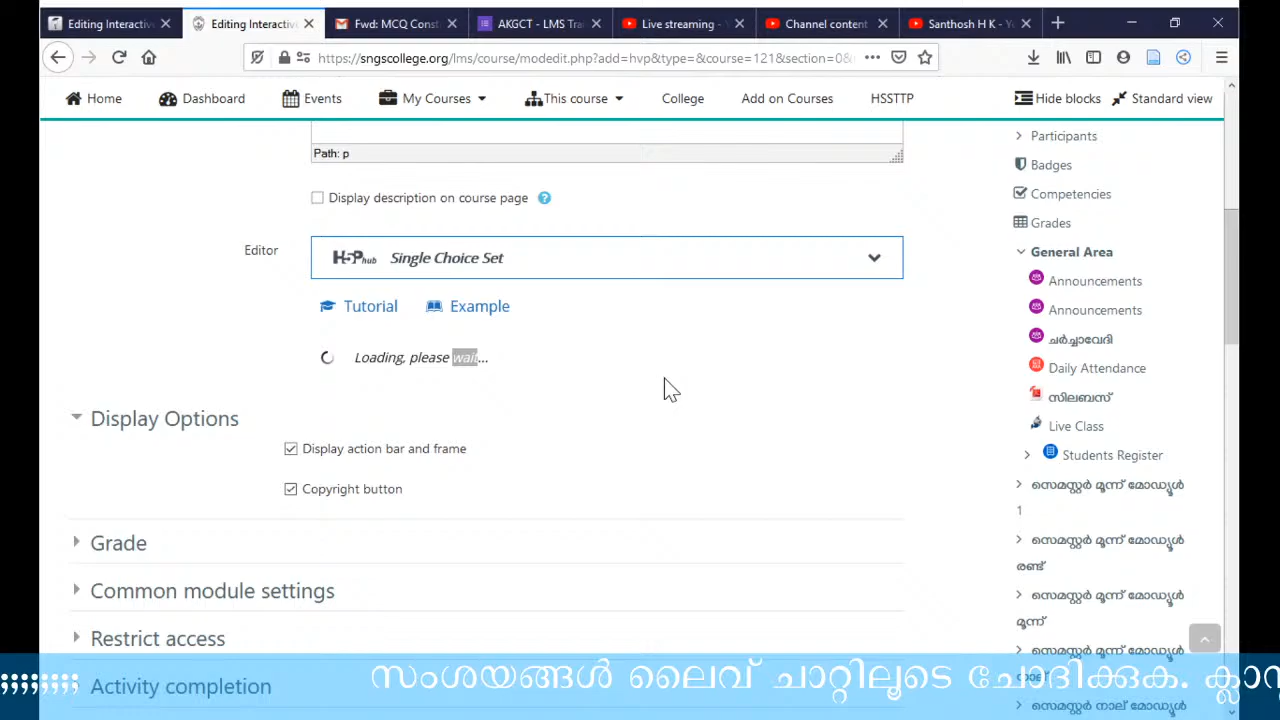 Editing Interactiv
Editing Interactive
Fwd: MCQ Const
AKGCT - LMS Tra
Live streaming -
Channel content
Santhosh H K - Yo
https://sngscollege.org/lms/course/modedit.php?add=hvp&type=&course=121&section=0&
Home
Dashboard
Events
My Courses
This course
College
Add on Courses
HSSTTP
Hide blocks
Standard view
Path: p
Display description on course page
Editor
H5P hub Single Choice Set
Tutorial
Example
Loading, please wait...
Display Options
Display action bar and frame
Copyright button
Grade
Common module settings
Restrict access
Activity completion
Participants
Badges
Competencies
Grades
General Area
Announcements
Announcements
ചർച്ചാവേദി
Daily Attendance
സിലബസ്
Live Class
Students Register
സെമസ്റ്റർ മൂന്ന് മോഡ്യൂൾ
1
സെമസ്റ്റർ മൂന്ന് മോഡ്യൂൾ
രണ്ട്
സെമസ്റ്റർ മൂന്ന് മോഡ്യൂൾ
മൂന്ന്
സെമസ്റ്റർ മൂന്ന് മോഡ്യൂൾ
സെമസ്റ്റർ നാല് മോഡ്യൂൾ
സംശയങ്ങൾ ലൈവ് ചാറ്റിലൂടെ ചോദിക്കുക.